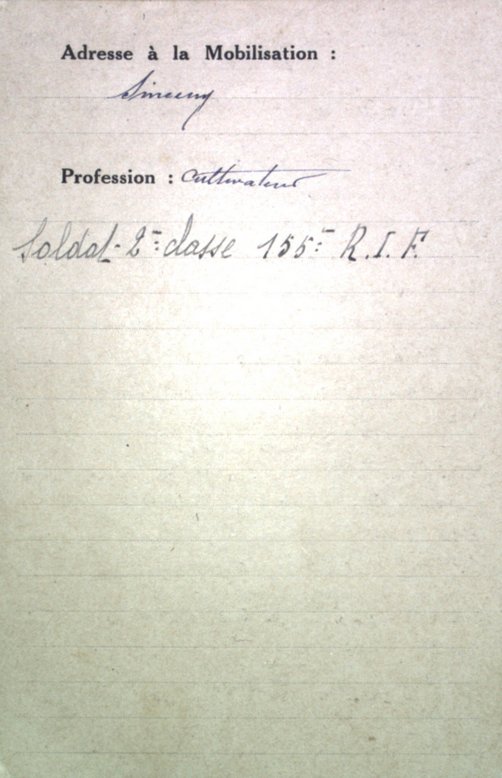 Adresse à la Mobilisation :
Sinceny
Profession : Cultivateur
Soldat 2e classe 155e R.I.F.